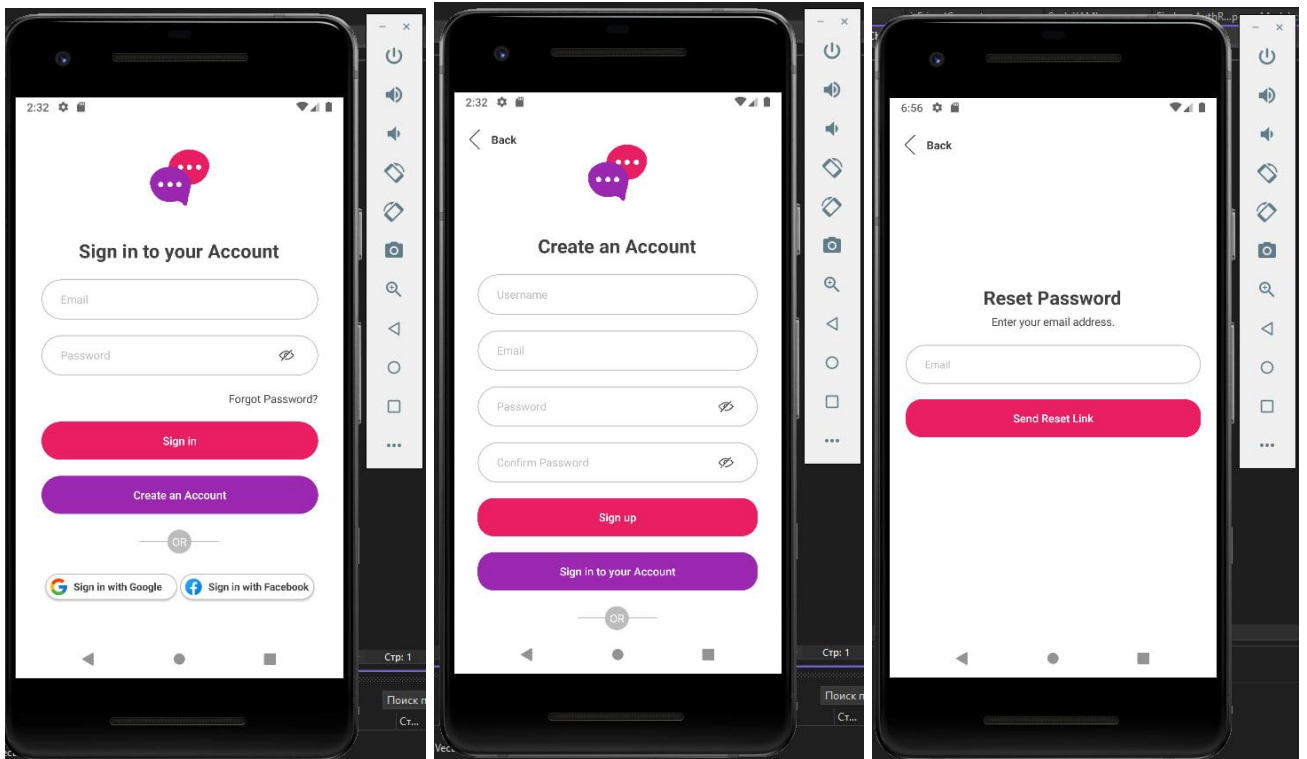 2:32
Sign in to your Account
Email
Password
Forgot Password?
Sign in
Create an Account
OR
Sign in with Google
Sign in with Facebook
Стр: 1
Поиск п
Ст...
2:32
Back
Create an Account
Username
Email
Password
Confirm Password
Sign up
Sign in to your Account
OR
Стр: 1
Поиск п
Ст...
6:56
Back
Reset Password
Enter your email address.
Email
Send Reset Link